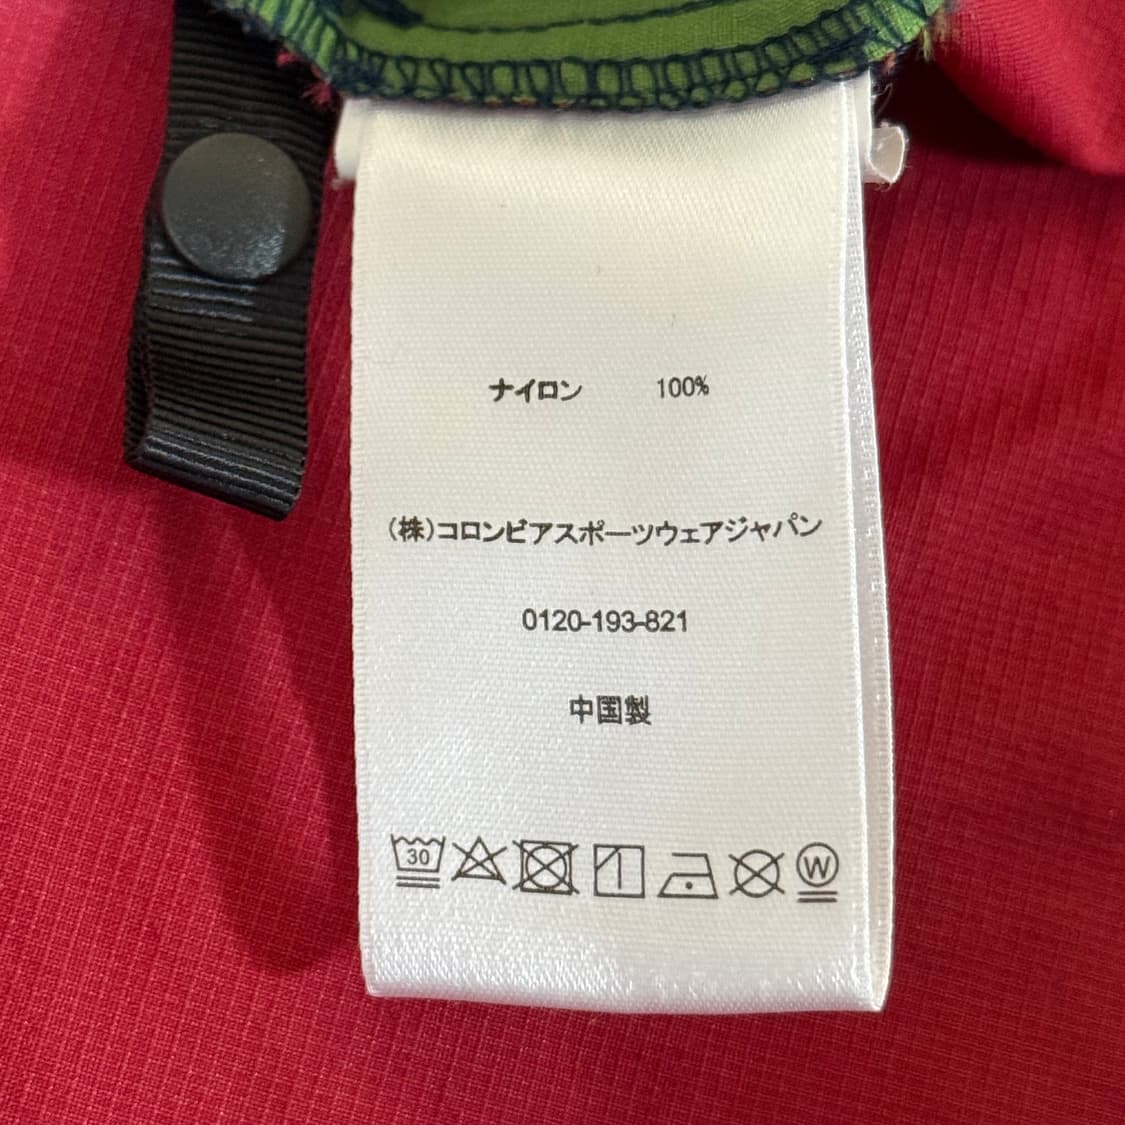 ナイロン 100%
(株)コロンビアスポーツウェアジャパン
0120-193-821
中国製
30
W